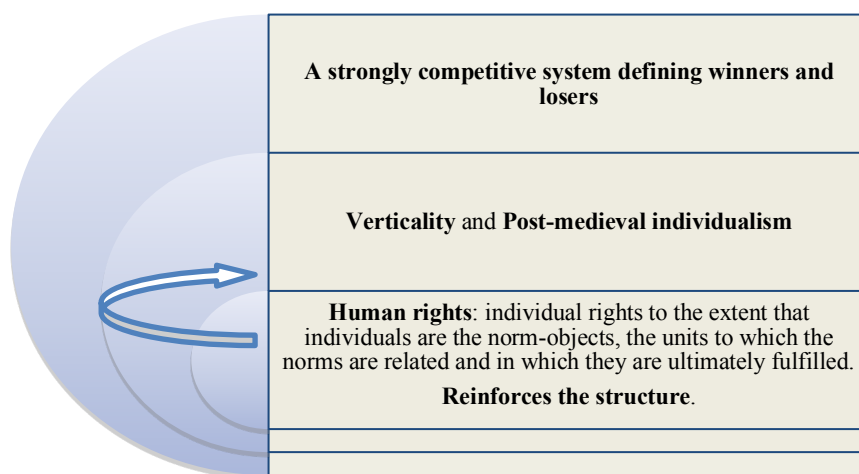 A strongly competitive system defining winners and
losers
Verticality and Post-medieval individualism
Human rights: individual rights to the extent that
individuals are the norm-objects, the units to which the
norms are related and in which they are ultimately fulfilled.
Reinforces the structure.